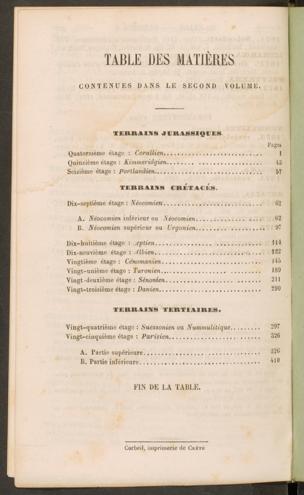 TABLE DES MATIÈRES
CONTENUES DANS LE SECOND VOLUME.
TERRAINS JURASSIQUES
Pages
Quatorzième étage : Corallien 1
Quinzième étage : Kimmeridgien 43
Seizième étage : Portlandien 57
TERRAINS CRÉTACÉS.
Dix-septième étage : Néocomien 62
A. Néocomien inférieur ou Néocomien 62
B. Néocomien supérieur ou Urgonien 97
Dix-huitième étage : Aptien 114
Dix-neuvième étage : Albien 122
Vingtième étage : Cénomanien 145
Vingt-unième étage : Turonien 189
Vingt-deuxième étage : Sénonien 211
Vingt-troisième étage : Danien 290
TERRAINS TERTIAIRES.
Vingt-quatrième étage : Suessonien ou Nummulitique 297
Vingt-cinquième étage : Parisien 326
A. Partie supérieure 326
B. Partie inférieure 410
FIN DE LA TABLE.
Corbeil, imprimerie de CRÉTÉ